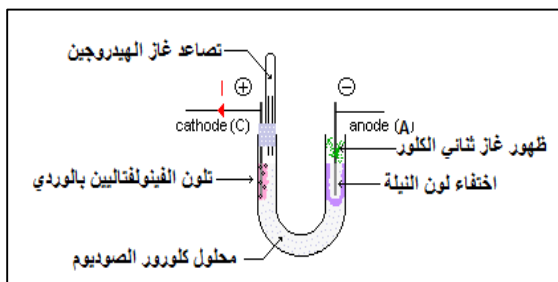 تصاعد غاز الهيدروجين
I ⊕
⊖
cathode (C)
anode (A)
ظهور غاز ثنائي الكلور
تلون الفينولفتاليين بالوردي
اختفاء لون النيلة
محلول كلورور الصوديوم